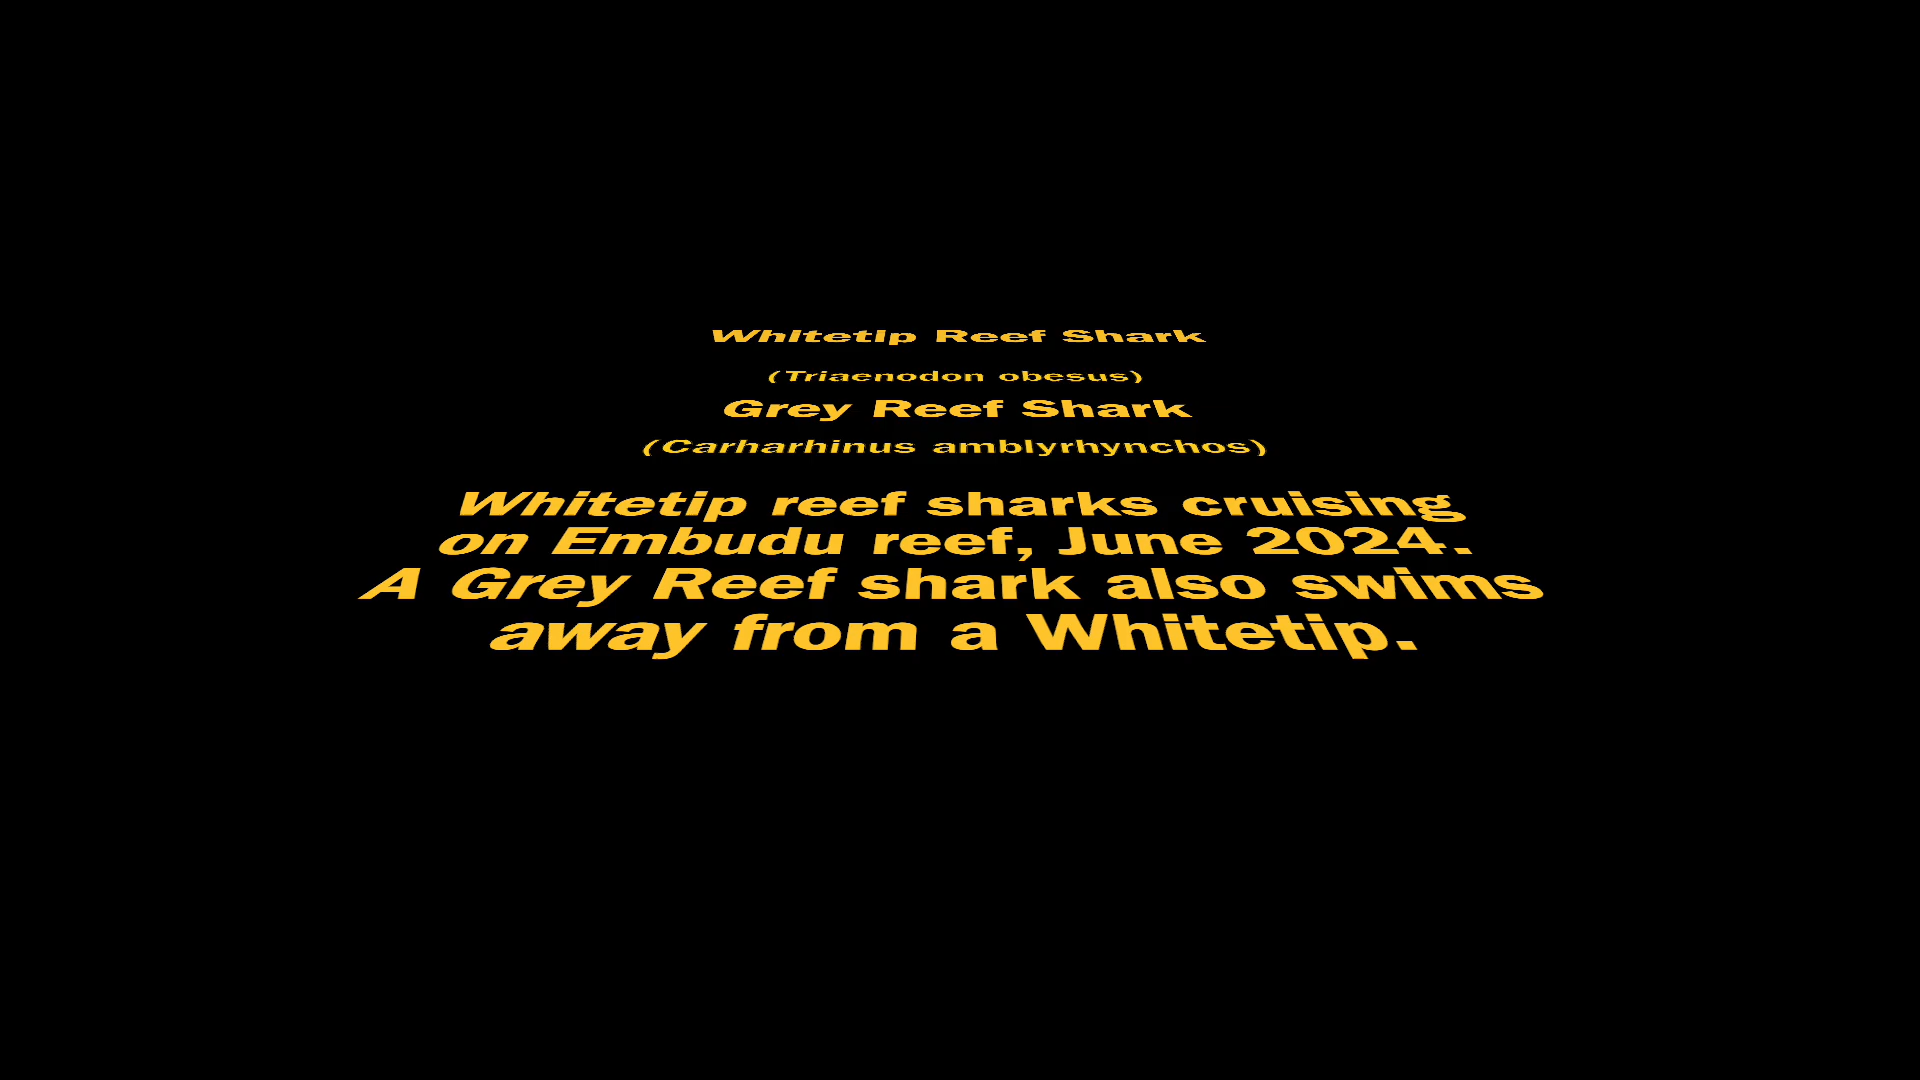 Whitetip Reef Shark
(Triaenodon obesus)
Grey Reef Shark
(Carharhinus amblyrhynchos)
Whitetip reef sharks cruising
on Embudu reef, June 2024.
A Grey Reef shark also swims
away from a Whitetip.